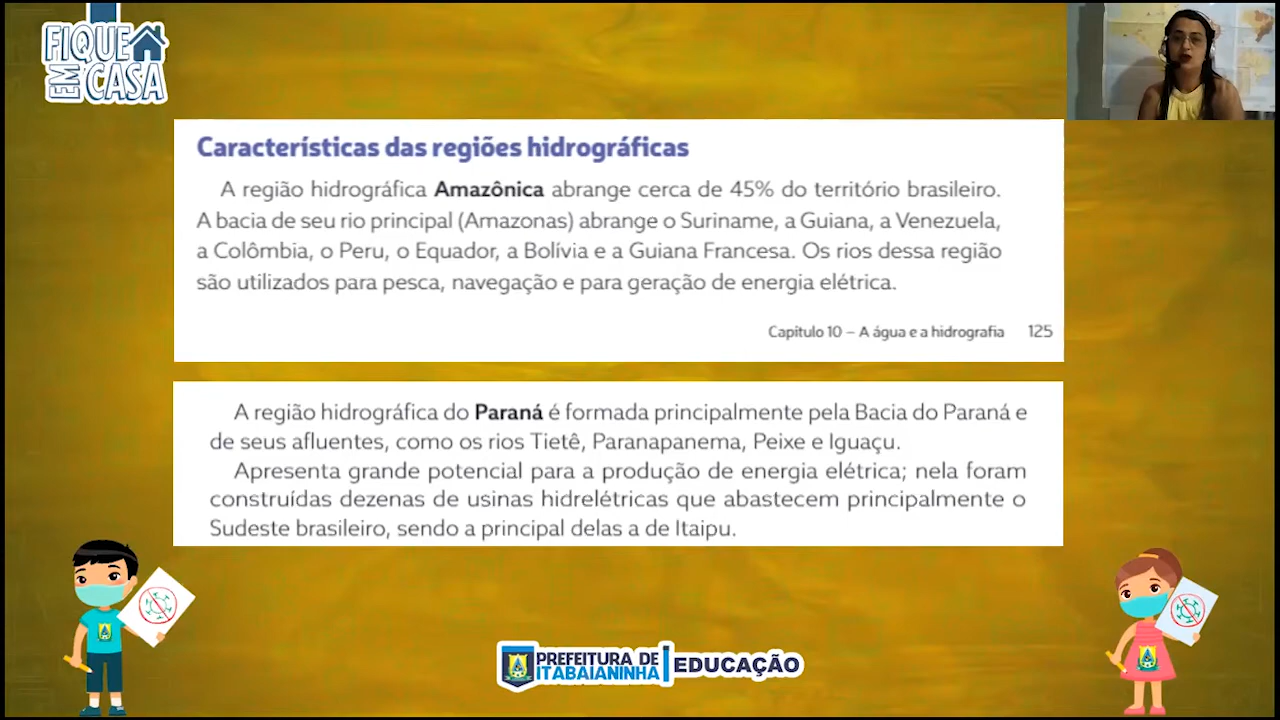 FIQUE
EM CASA
Características das regiões hidrográficas
A região hidrográfica Amazônica abrange cerca de 45% do território brasileiro.
A bacia de seu rio principal (Amazonas) abrange o Suriname, a Guiana, a Venezuela,
a Colômbia, o Peru, o Equador, a Bolívia e a Guiana Francesa. Os rios dessa região
são utilizados para pesca, navegação e para geração de energia elétrica.
Capítulo 10 – A água e a hidrografia 125
A região hidrográfica do Paraná é formada principalmente pela Bacia do Paraná e
de seus afluentes, como os rios Tietê, Paranapanema, Peixe e Iguaçu.
Apresenta grande potencial para a produção de energia elétrica; nela foram
construídas dezenas de usinas hidrelétricas que abastecem principalmente o
Sudeste brasileiro, sendo a principal delas a de Itaipu.
PREFEITURA DE
ITABAIANINHA
EDUCAÇÃO